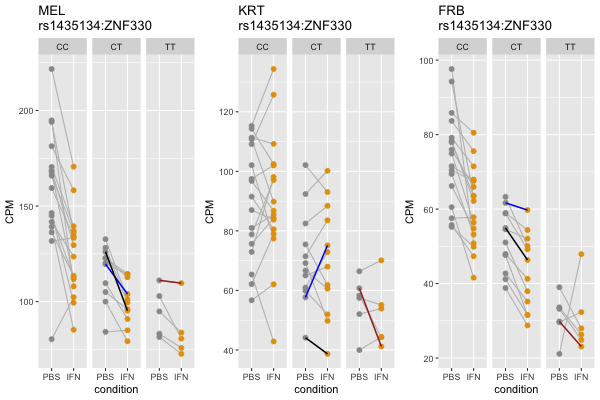 MEL
rs1435134:ZNF330
CC CT TT
200
150
100
CPM
PBS IFN PBS IFN PBS IFN
condition
KRT
rs1435134:ZNF330
CC CT TT
120
100
80
60
40
CPM
PBS IFN PBS IFN PBS IFN
condition
FRB
rs1435134:ZNF330
CC CT TT
100
80
60
40
20
CPM
PBS IFN PBS IFN PBS IFN
condition